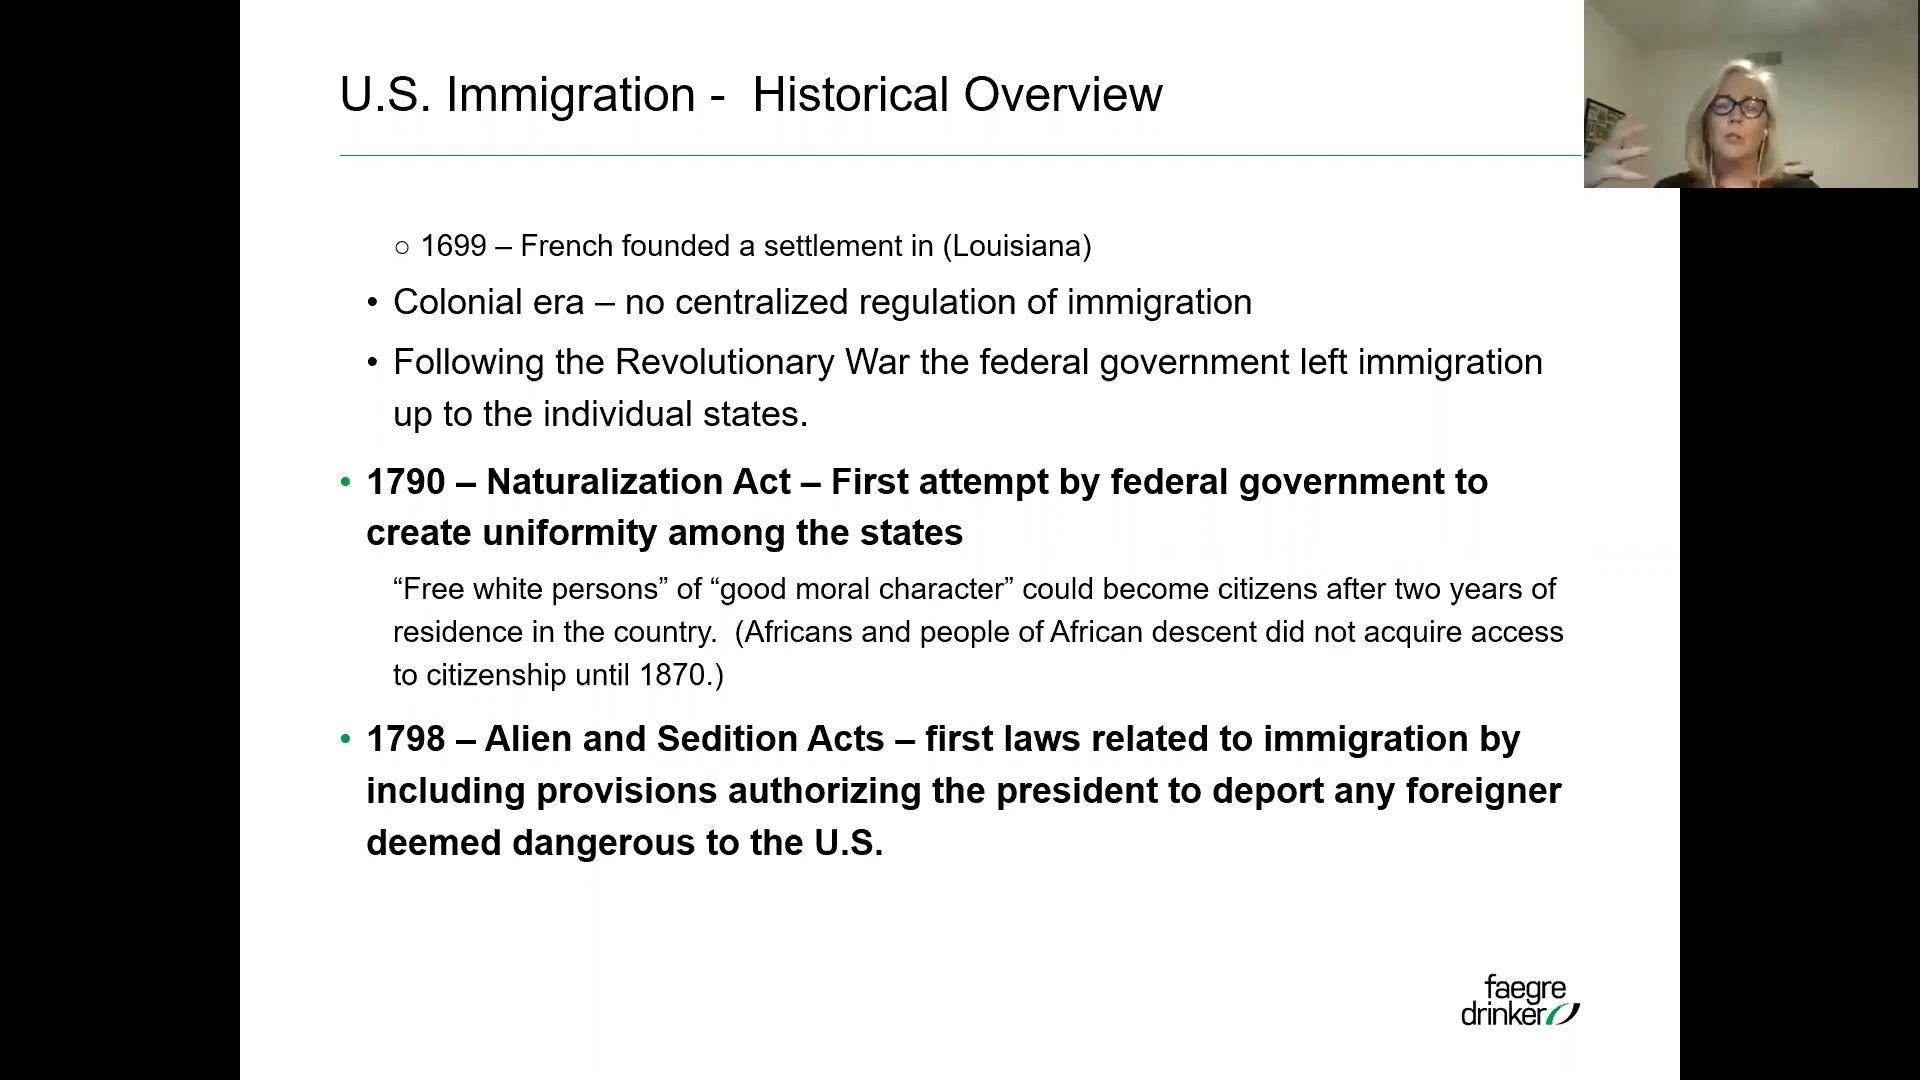 U.S. Immigration -  Historical Overview
○ 1699 – French founded a settlement in (Louisiana)
• Colonial era – no centralized regulation of immigration
• Following the Revolutionary War the federal government left immigration
up to the individual states.
• 1790 – Naturalization Act – First attempt by federal government to
create uniformity among the states
“Free white persons” of “good moral character” could become citizens after two years of
residence in the country.  (Africans and people of African descent did not acquire access
to citizenship until 1870.)
• 1798 – Alien and Sedition Acts – first laws related to immigration by
including provisions authorizing the president to deport any foreigner
deemed dangerous to the U.S.
faegre
drinker